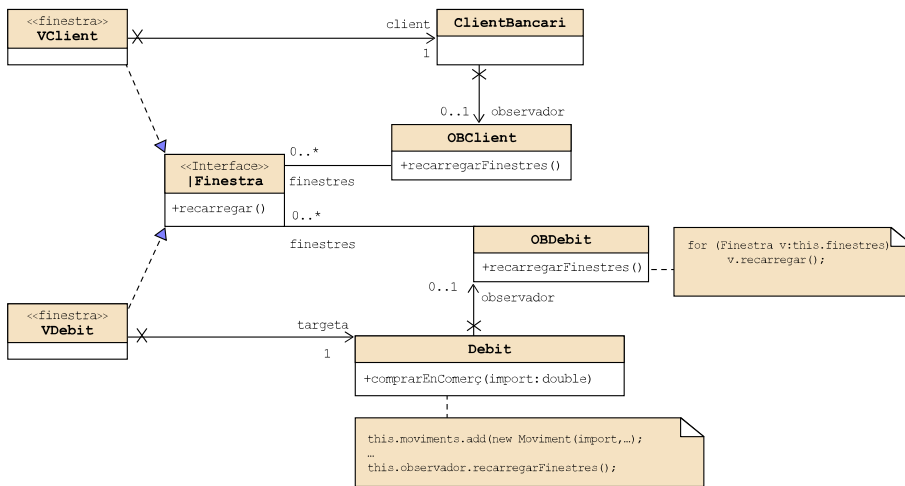 <<finestra>>
VClient
client
1
ClientBancari
0..1 observador
OBClient
+recarregarFinestres()
<<Interface>>
|Finestra
+recarregar()
0..*
finestres
0..*
finestres
OBDebit
+recarregarFinestres()
for (Finestra v:this.finestres)
v.recarregar();
0..1
observador
<<finestra>>
VDebit
targeta
1
Debit
+comprarEnComerç(import:double)
this.moviments.add(new Moviment(import,…);
…
this.observador.recarregarFinestres();